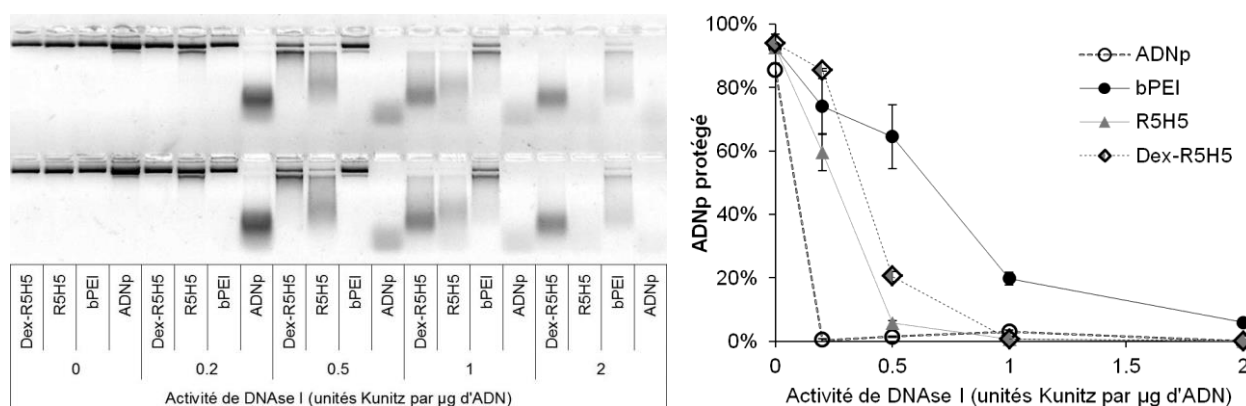 Dex-R5H5 R5H5 bPEI ADNp Dex-R5H5 R5H5 bPEI ADNp Dex-R5H5 R5H5 bPEI ADNp Dex-R5H5 R5H5 bPEI ADNp Dex-R5H5 R5H5 bPEI ADNp
0 0.2 0.5 1 2
Activité de DNAse I (unités Kunitz par µg d'ADN)
ADNp protégé
100%
80%
60%
40%
20%
0%
ADNp
bPEI
R5H5
Dex-R5H5
0 0.5 1 1.5 2
Activité de DNAse I (unités Kunitz par µg d'ADN)